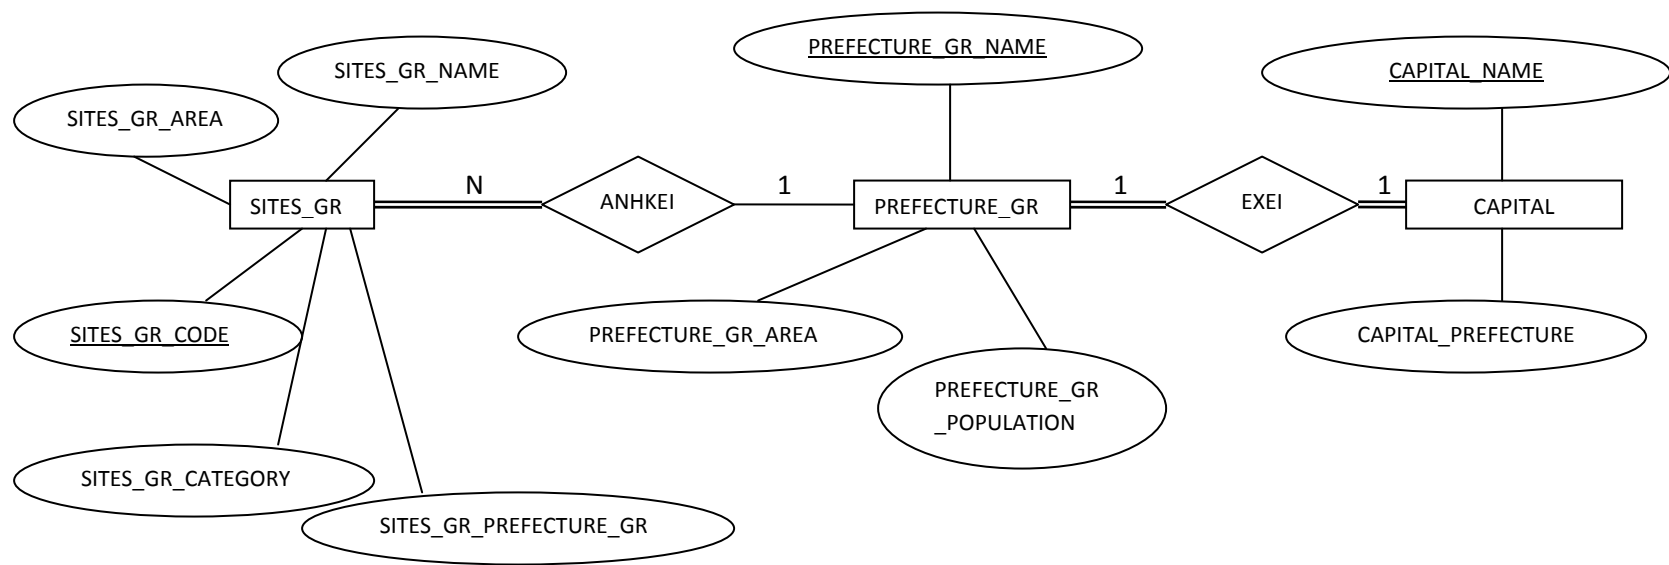 PREFECTURE_GR_NAME
SITES_GR_NAME
CAPITAL_NAME
SITES_GR_AREA
SITES_GR
N
ANHKEI
1
PREFECTURE_GR
1
EXEI
1
CAPITAL
SITES_GR_CODE
PREFECTURE_GR_AREA
CAPITAL_PREFECTURE
PREFECTURE_GR
_POPULATION
SITES_GR_CATEGORY
SITES_GR_PREFECTURE_GR